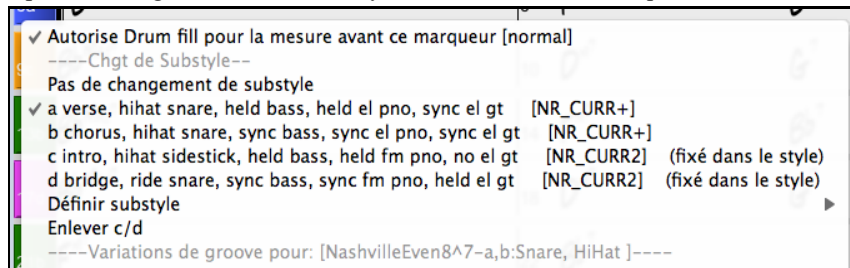 ✓ Autorise Drum fill pour la mesure avant ce marqueur [normal]
----Chgt de Substyle--
Pas de changement de substyle
✓ a verse, hihat snare, held bass, held el pno, sync el gt [NR_CURR+]
b chorus, hihat snare, sync bass, sync el pno, sync el gt [NR_CURR+]
c intro, hihat sidestick, held bass, held fm pno, no el gt [NR_CURR2] (fixé dans le style)
d bridge, ride snare, sync bass, sync fm pno, held el gt [NR_CURR2] (fixé dans le style)
Définir substyle
Enlever c/d
----Variations de groove pour: [NashvilleEven8^7-a,b:Snare, HiHat ]----